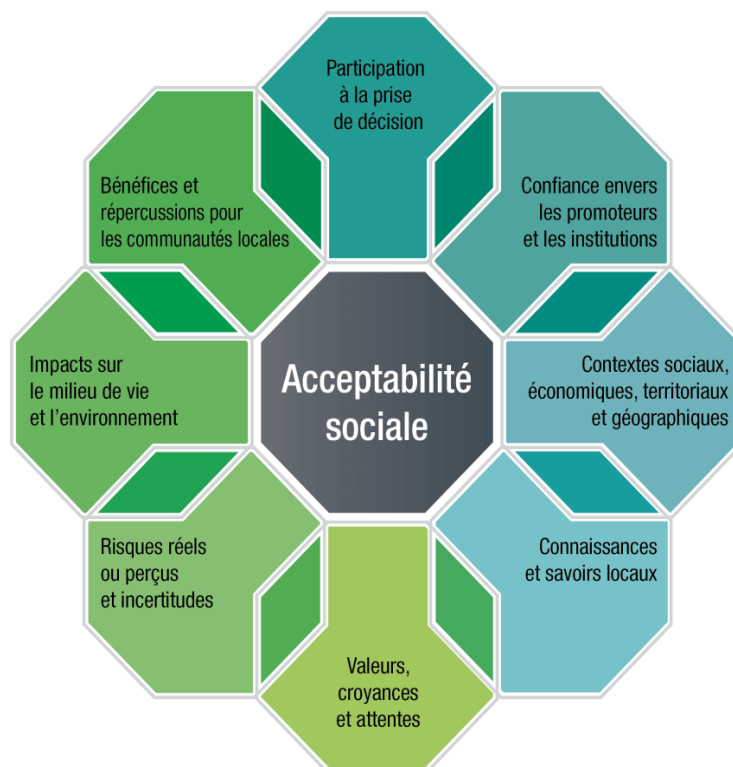 Participation
à la prise
de décision
Confiance envers
les promoteurs
et les institutions
Contextes sociaux,
économiques, territoriaux
et géographiques
Connaissances
et savoirs locaux
Valeurs,
croyances
et attentes
Risques réels
ou perçus
et incertitudes
Impacts sur
le milieu de vie
et l’environnement
Bénéfices et
répercussions pour
les communautés locales
Acceptabilité
sociale